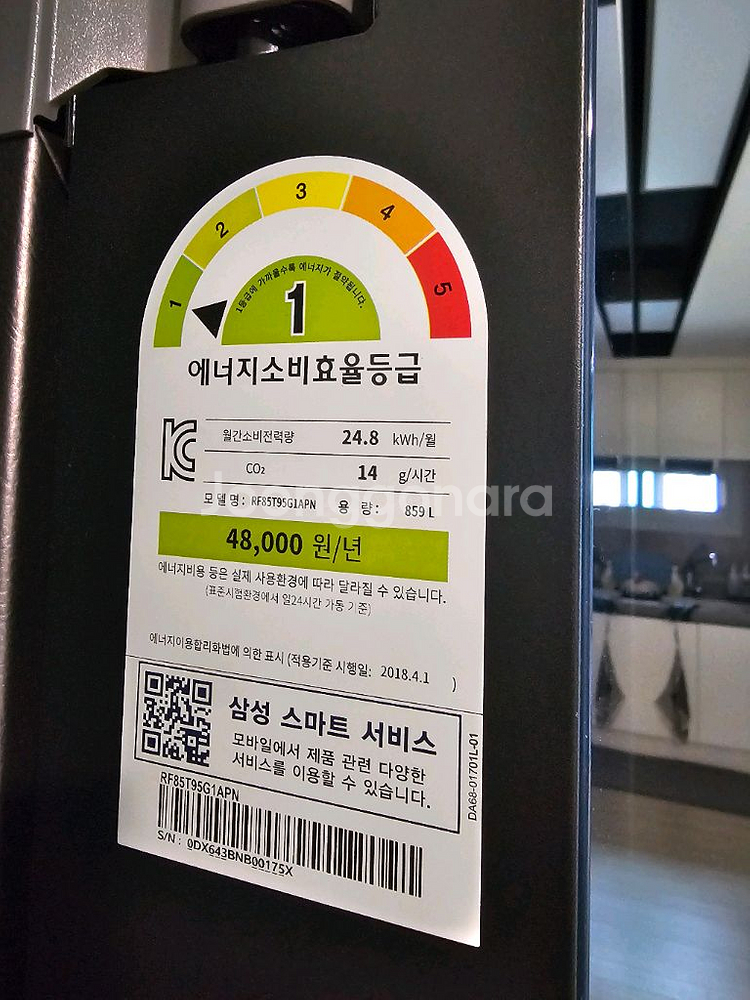 1
2
3
4
5
1등급에 가까울수록 에너지가 절약됩니다.
1
에너지소비효율등급
월간소비전력량 24.8 kWh/월
CO₂ 14 g/시간
모델명: RF85T95G1APN 용 량: 859 L
Joonggonara
48,000 원/년
에너지비용 등은 실제 사용환경에 따라 달라질 수 있습니다.
(표준시험환경에서 일24시간 가동 기준)
에너지이용합리화법에 의한 표시 (적용기준 시행일: 2018.4.1 )
삼성 스마트 서비스
모바일에서 제품 관련 다양한
서비스를 이용할 수 있습니다.
DA68-01701L-01
RF85T95G1APN
S/N : 0DX643BNB00175X